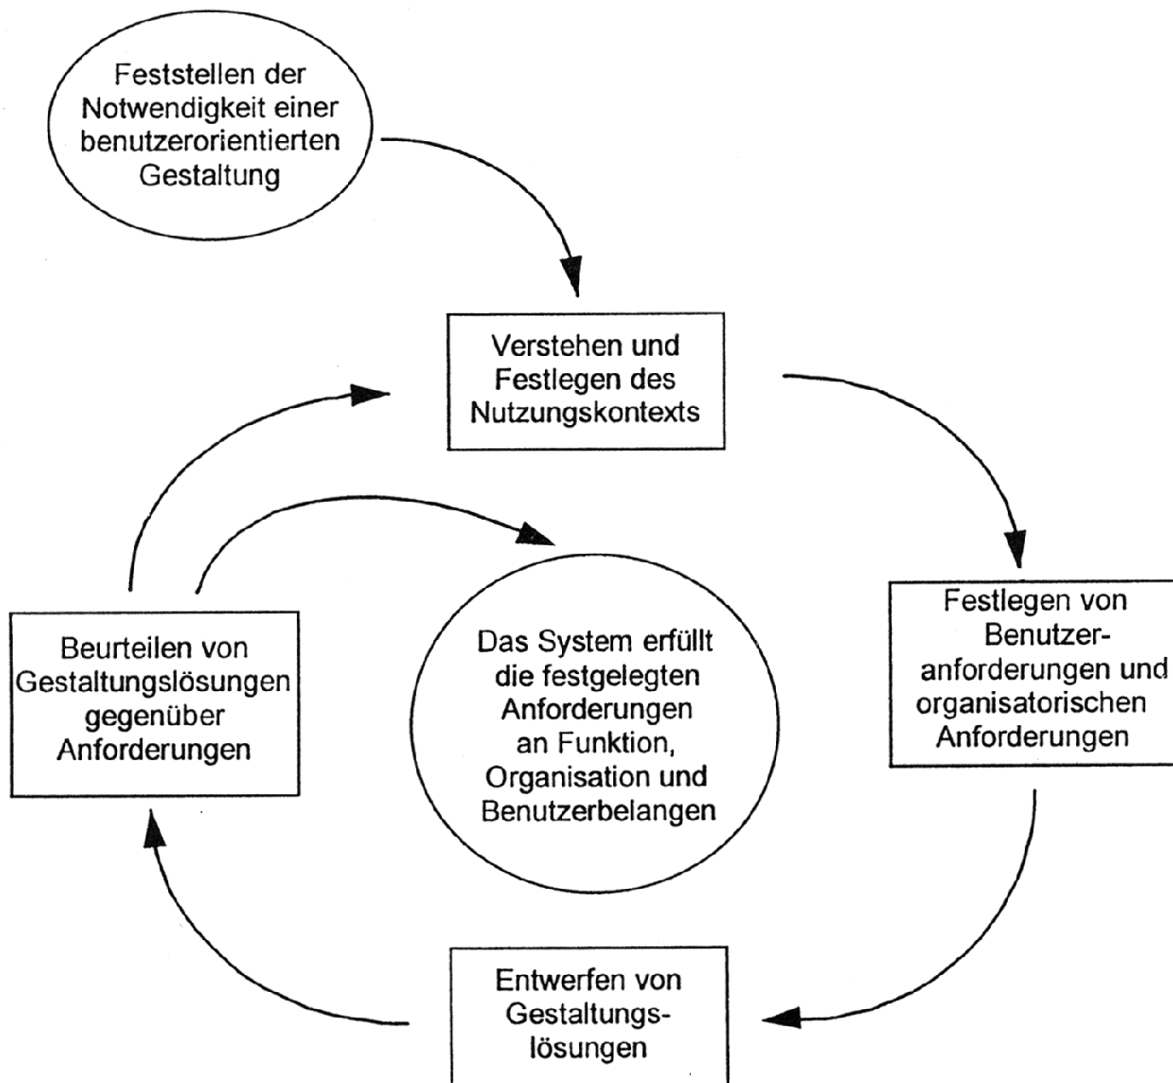 Feststellen der
Notwendigkeit einer
benutzerorientierten
Gestaltung
Verstehen und
Festlegen des
Nutzungskontexts
Festlegen von
Benutzer-
anforderungen und
organisatorischen
Anforderungen
Beurteilen von
Gestaltungslösungen
gegenüber
Anforderungen
Das System erfüllt
die festgelegten
Anforderungen
an Funktion,
Organisation und
Benutzerbelangen
Entwerfen von
Gestaltungs-
lösungen